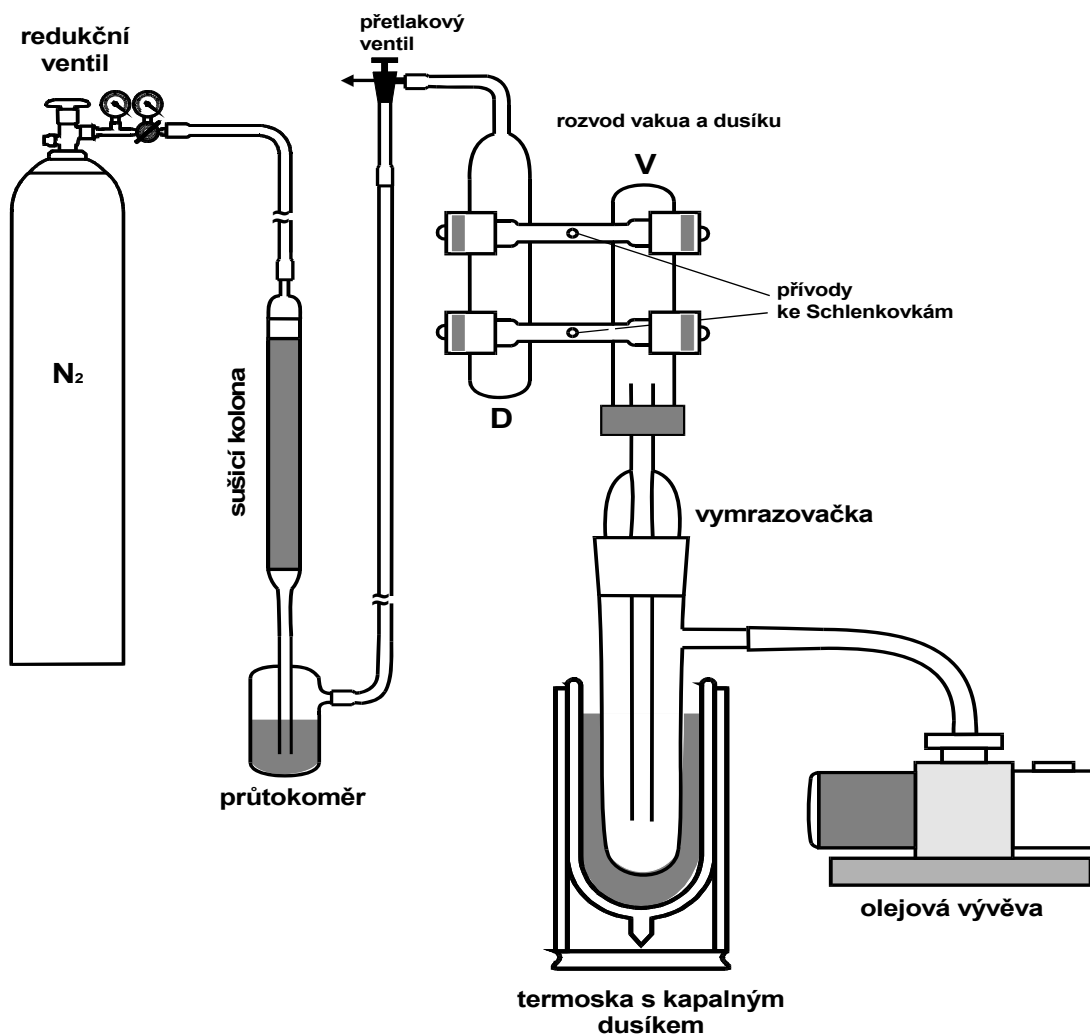 redukční
ventil
přetlakový
ventil
rozvod vakua a dusíku
V
přívody
ke Schlenkovkám
N₂
sušicí kolona
D
vymrazovačka
průtokoměr
olejová vývěva
termoska s kapalným
dusíkem